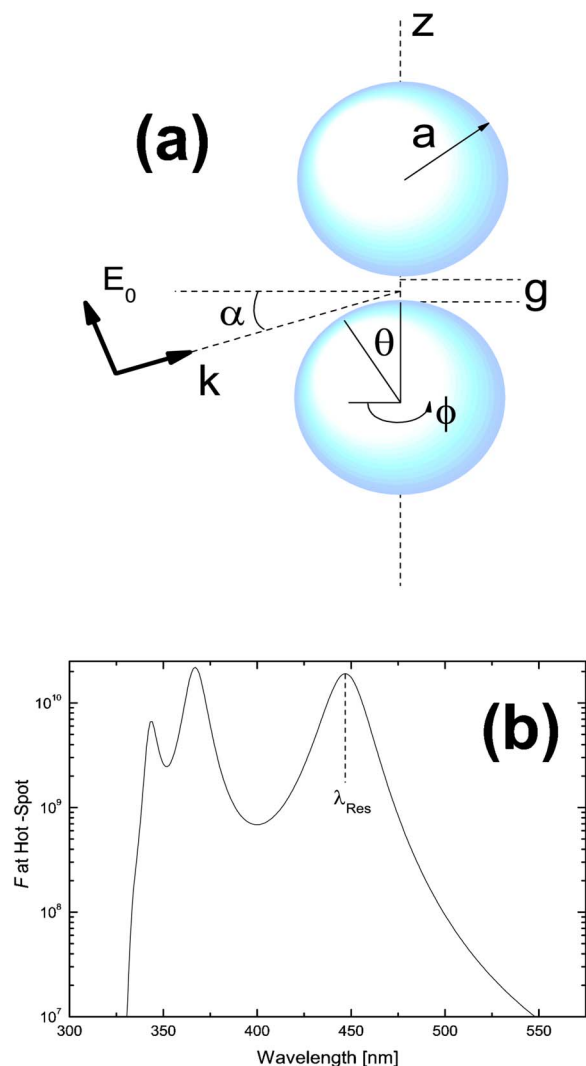 z
(a)
a
E₀
g
α
θ
k
ϕ
F at Hot -Spot
10¹⁰
10⁹
10⁸
10⁷
(b)
λRes
300 350 400 450 500 550
Wavelength [nm]